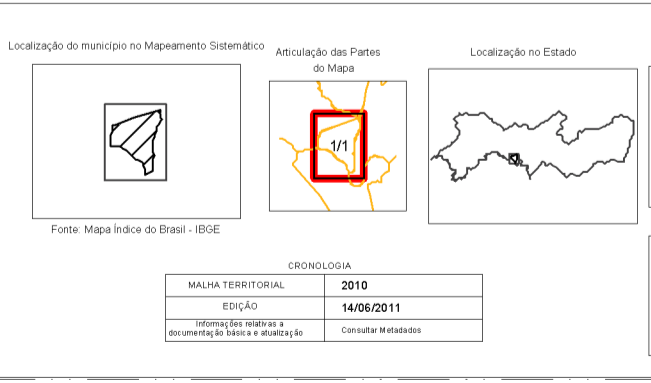 Localização do município no Mapeamento Sistemático
Articulação das Partes
do Mapa
Localização no Estado
1/1
Fonte: Mapa Índice do Brasil - IBGE
CRONOLOGIA
MALHA TERRITORIAL 2010
EDIÇÃO 14/06/2011
Informações relativas a
documentação básica e atualização Consultar Metadados